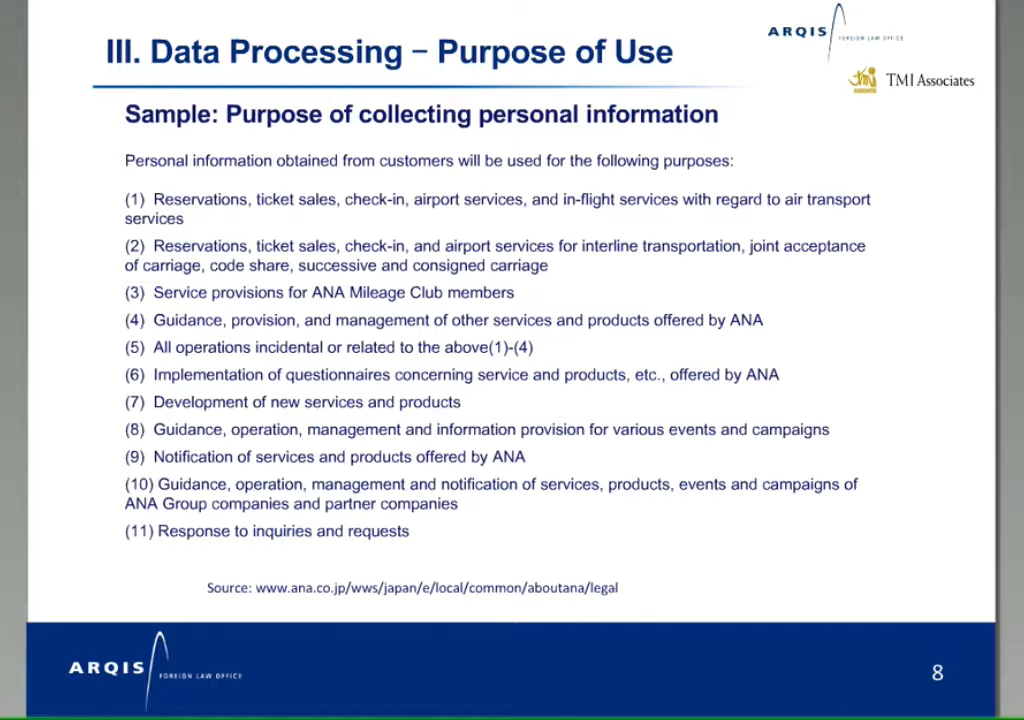 ARQIS
FOREIGN LAW OFFICE
III. Data Processing – Purpose of Use
TMI Associates
Sample: Purpose of collecting personal information
Personal information obtained from customers will be used for the following purposes:
(1) Reservations, ticket sales, check-in, airport services, and in-flight services with regard to air transport
services
(2) Reservations, ticket sales, check-in, and airport services for interline transportation, joint acceptance
of carriage, code share, successive and consigned carriage
(3) Service provisions for ANA Mileage Club members
(4) Guidance, provision, and management of other services and products offered by ANA
(5) All operations incidental or related to the above(1)-(4)
(6) Implementation of questionnaires concerning service and products, etc., offered by ANA
(7) Development of new services and products
(8) Guidance, operation, management and information provision for various events and campaigns
(9) Notification of services and products offered by ANA
(10) Guidance, operation, management and notification of services, products, events and campaigns of
ANA Group companies and partner companies
(11) Response to inquiries and requests
Source: www.ana.co.jp/wws/japan/e/local/common/aboutana/legal
ARQIS
FOREIGN LAW OFFICE
8